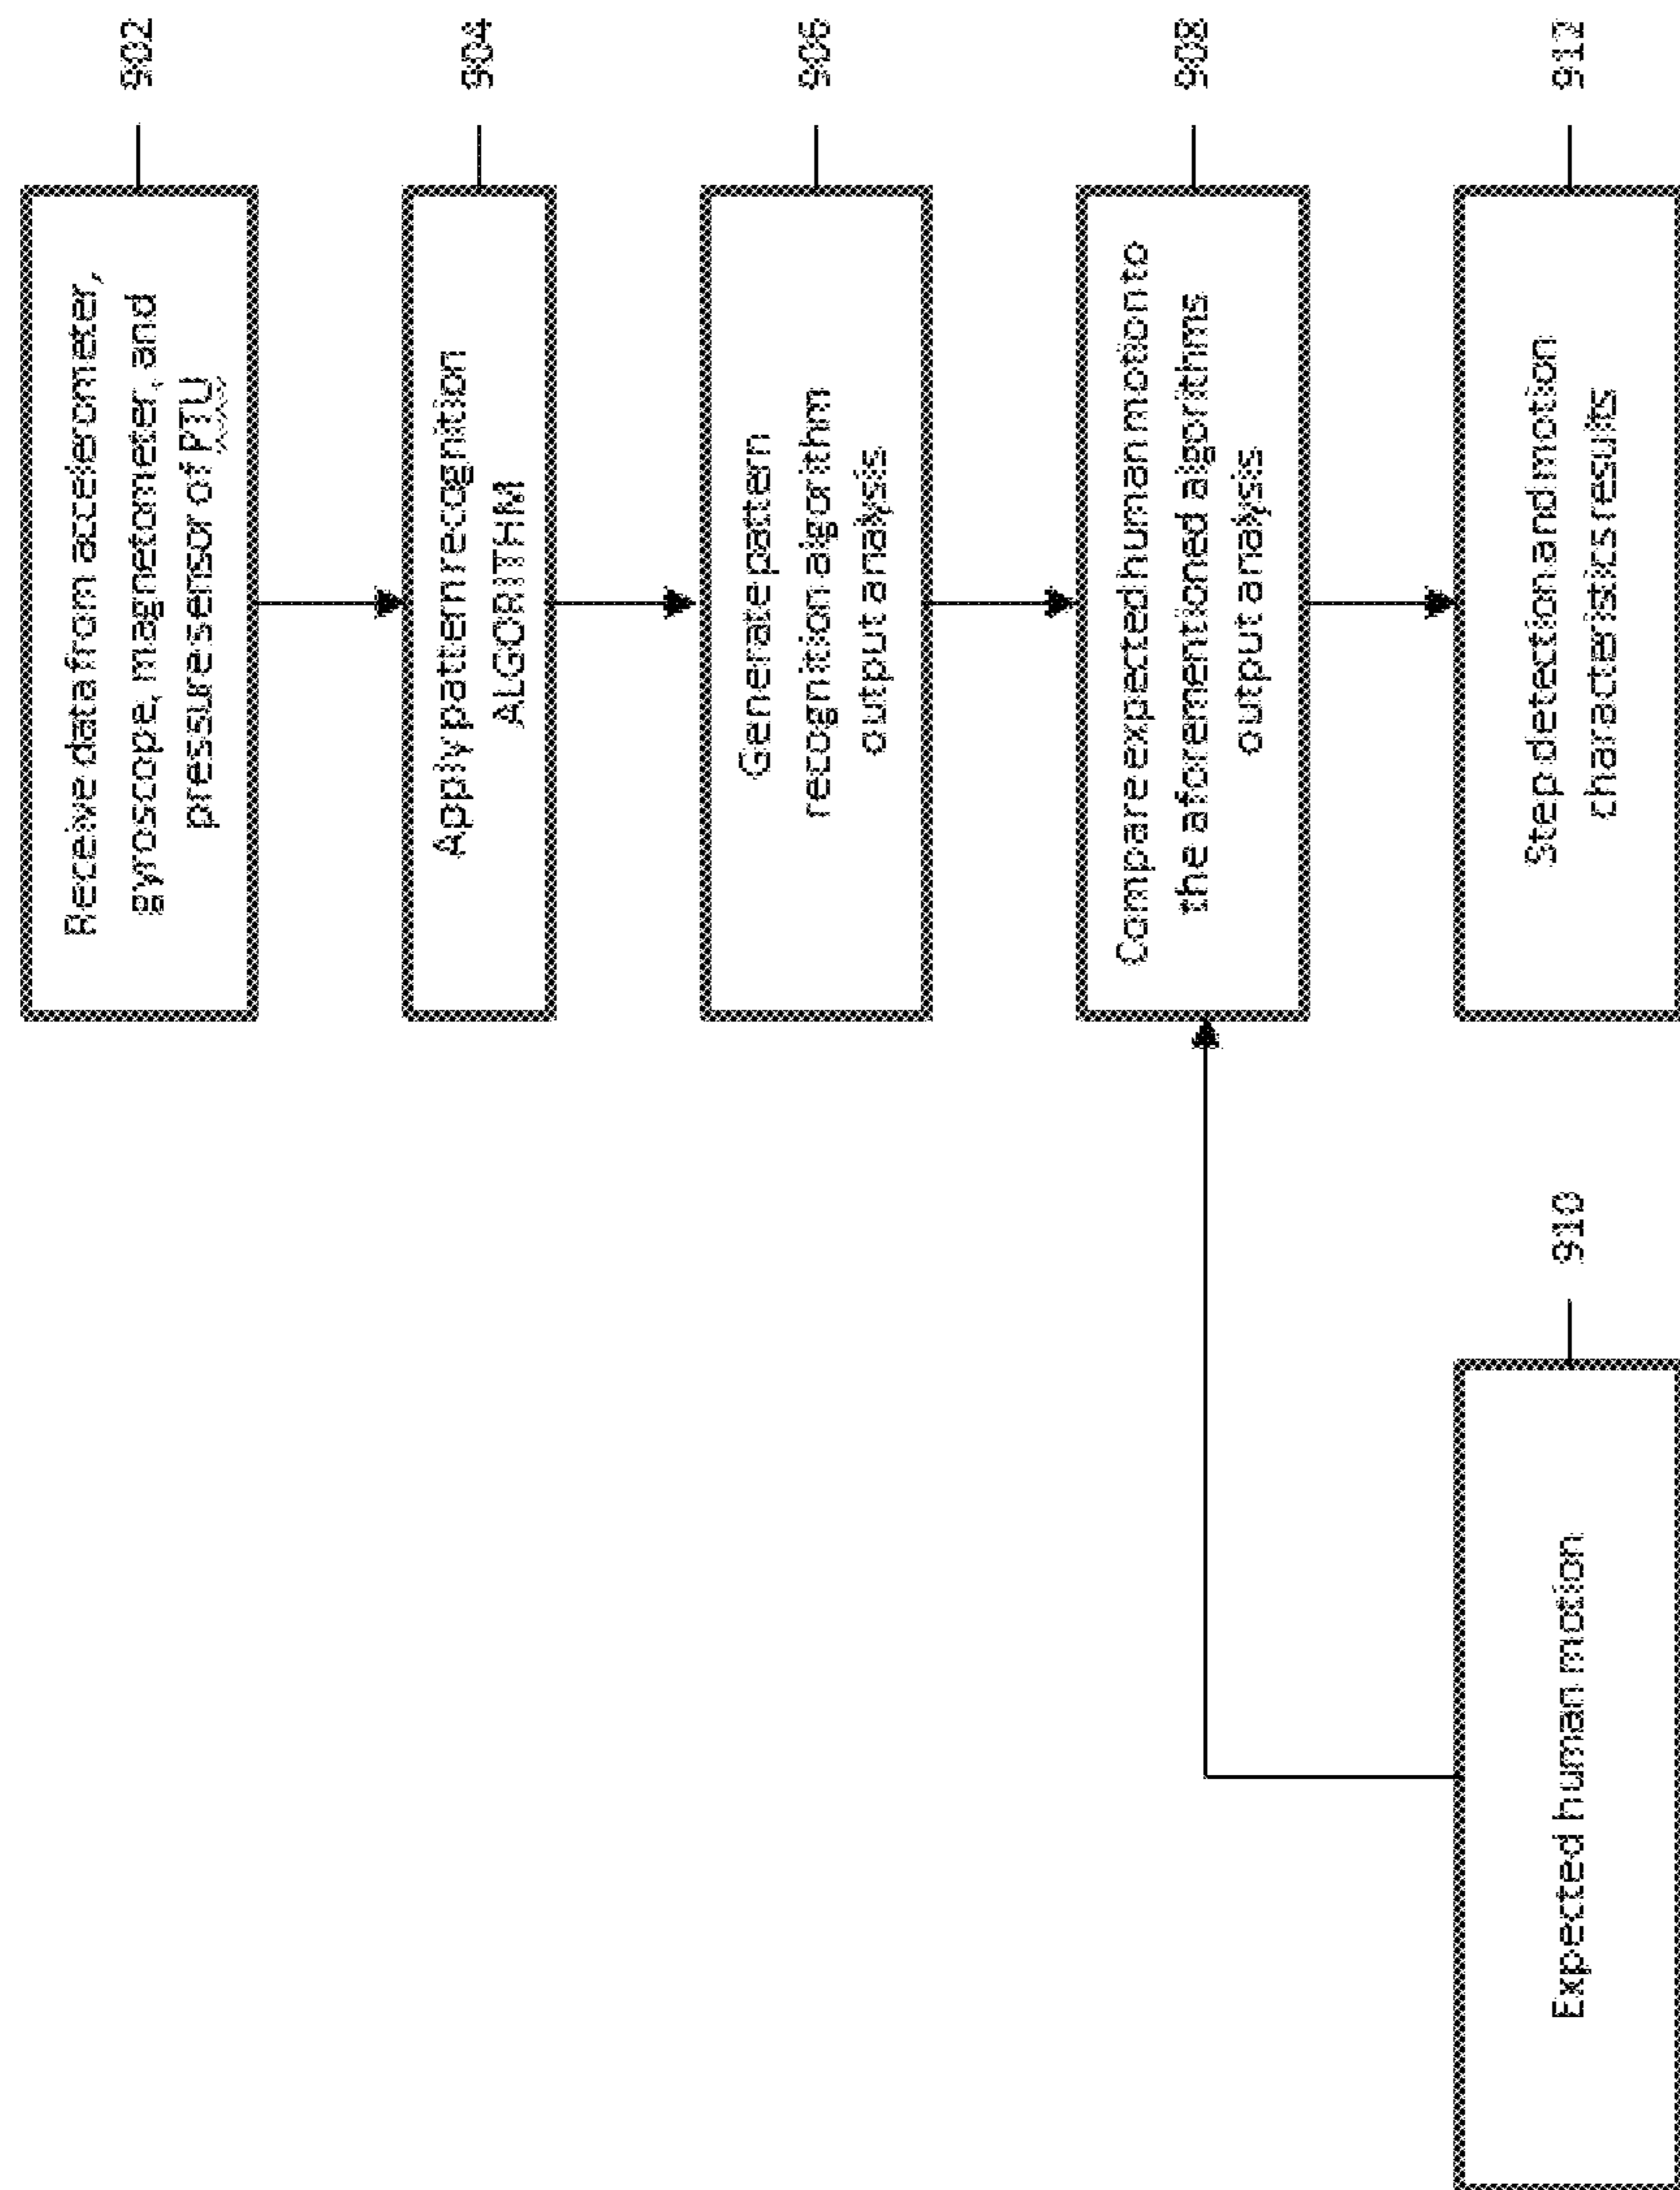 Receive data from accelerometer,
gyroscope, magnetometer, and
pressure sensor of PTU
902
Apply pattern recognition
ALGORITHM
904
Generate pattern
recognition algorithm
output analysis
906
Compare expected human motion to
the aforementioned algorithms
output analysis
908
Expected human motion
910
Step detection and motion
characteristics results
912